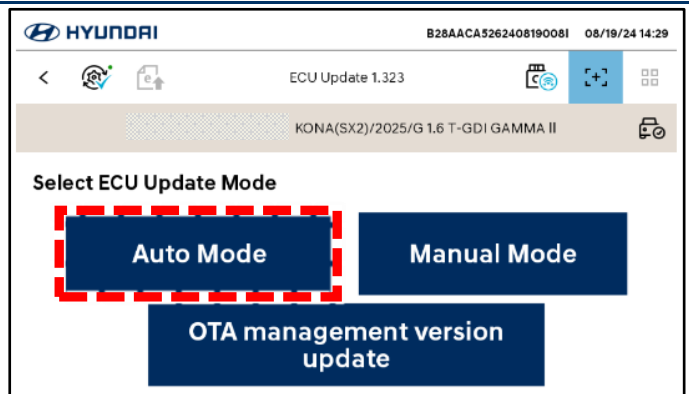 HYUNDAI B28AACA526240819008I 08/19/24 14:29
ECU Update 1.323
KONA(SX2)/2025/G 1.6 T-GDI GAMMA II
Select ECU Update Mode
Auto Mode
Manual Mode
OTA management version
update